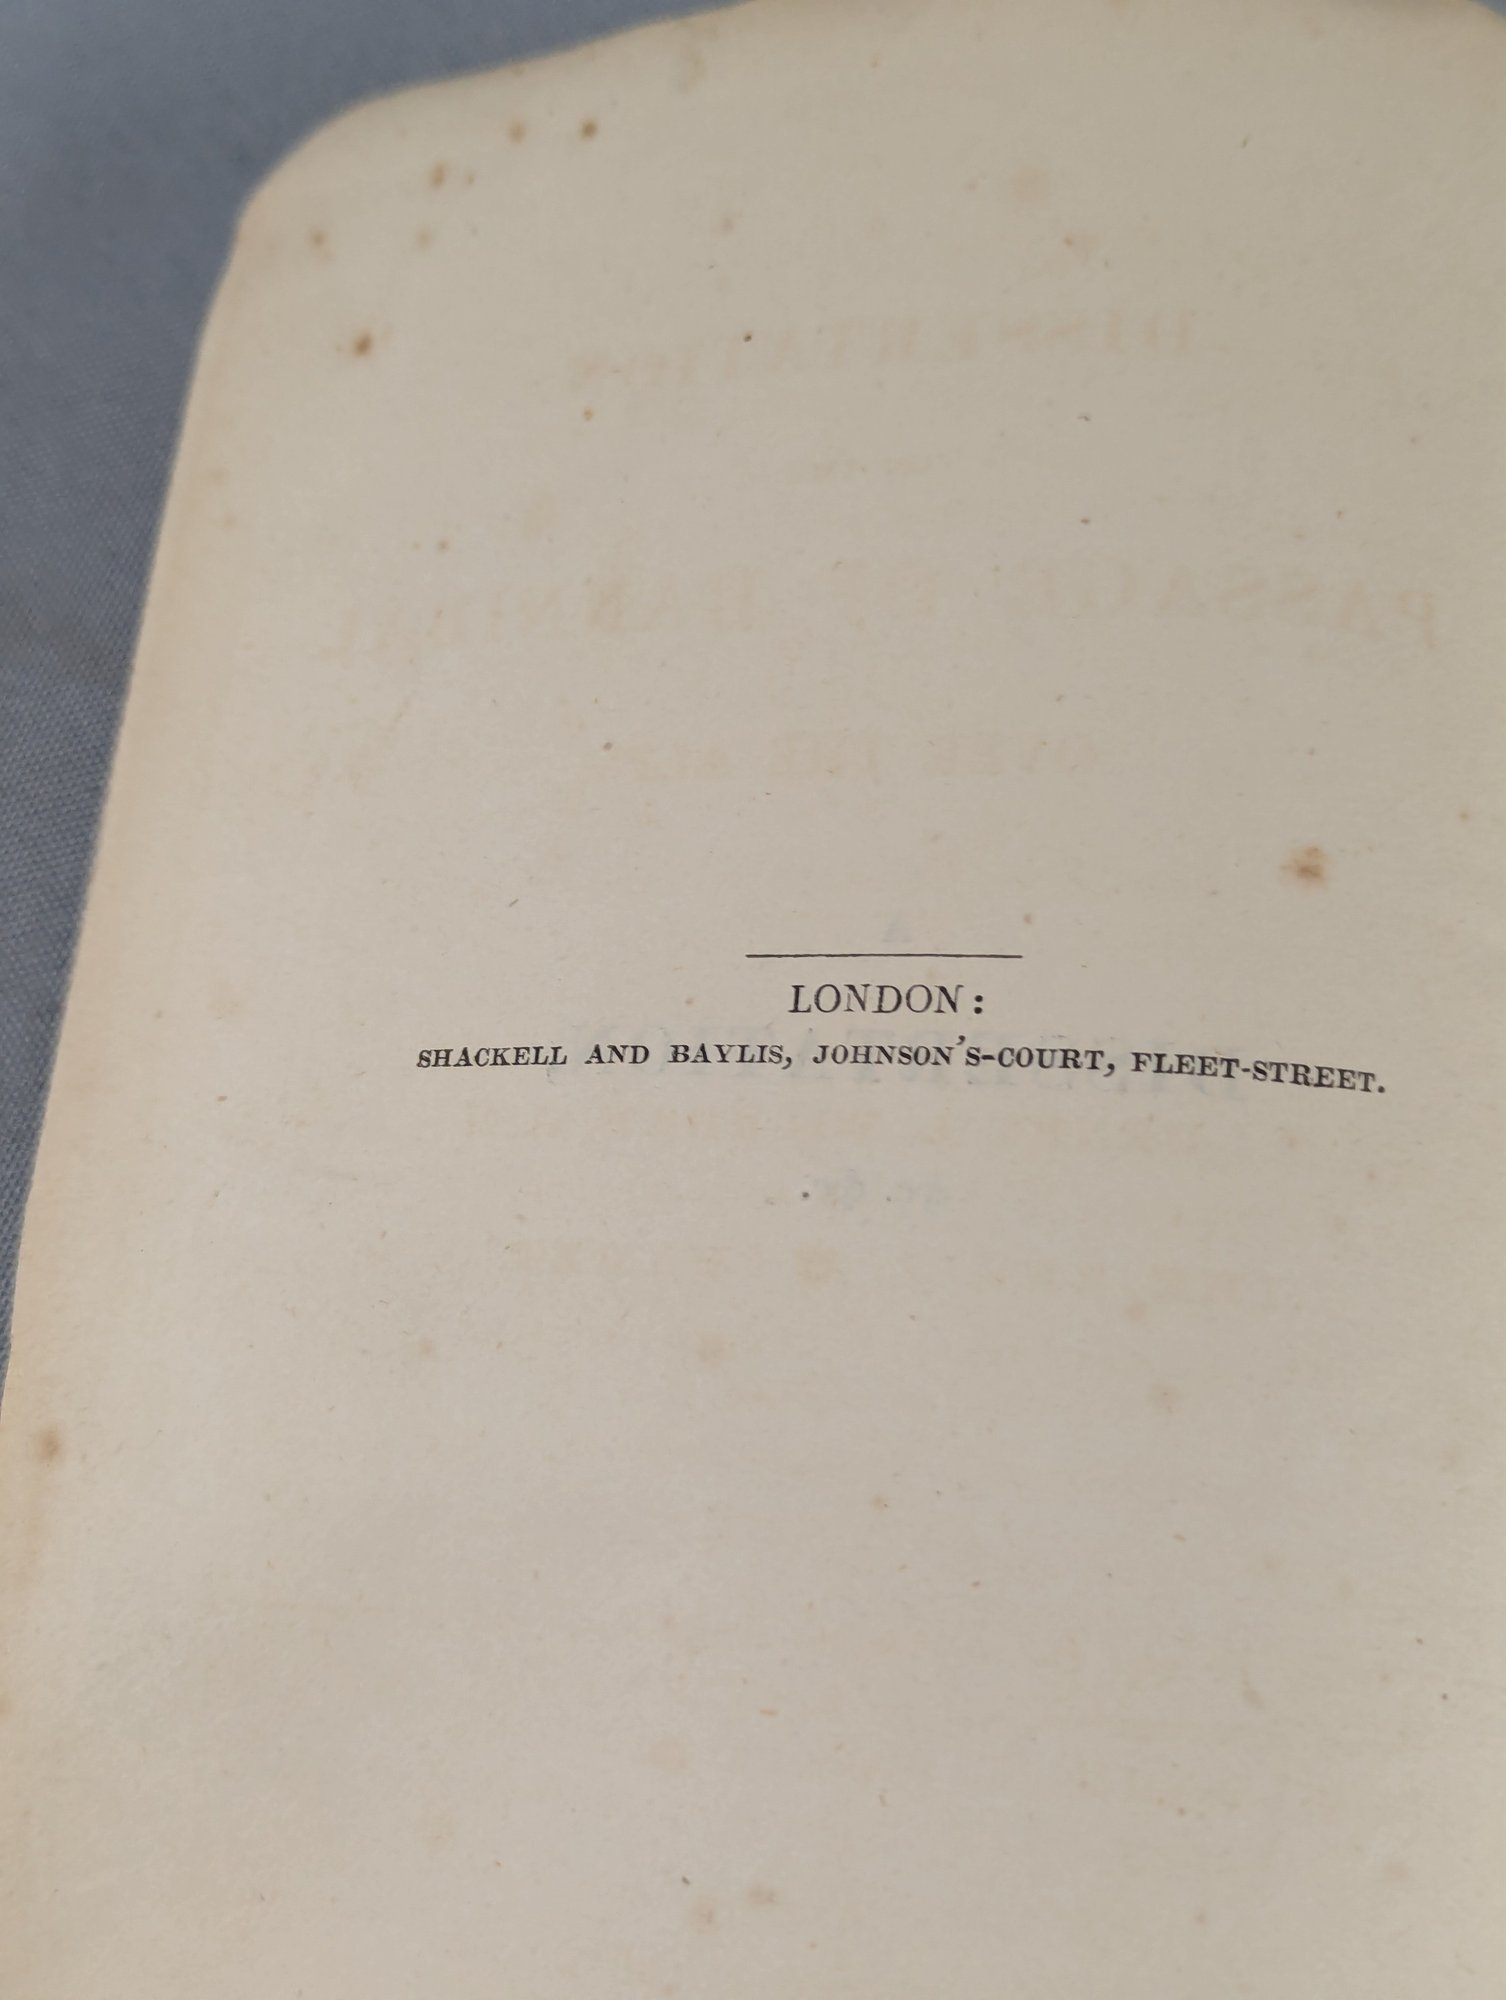 LONDON:
SHACKELL AND BAYLIS, JOHNSON'S-COURT, FLEET-STREET.